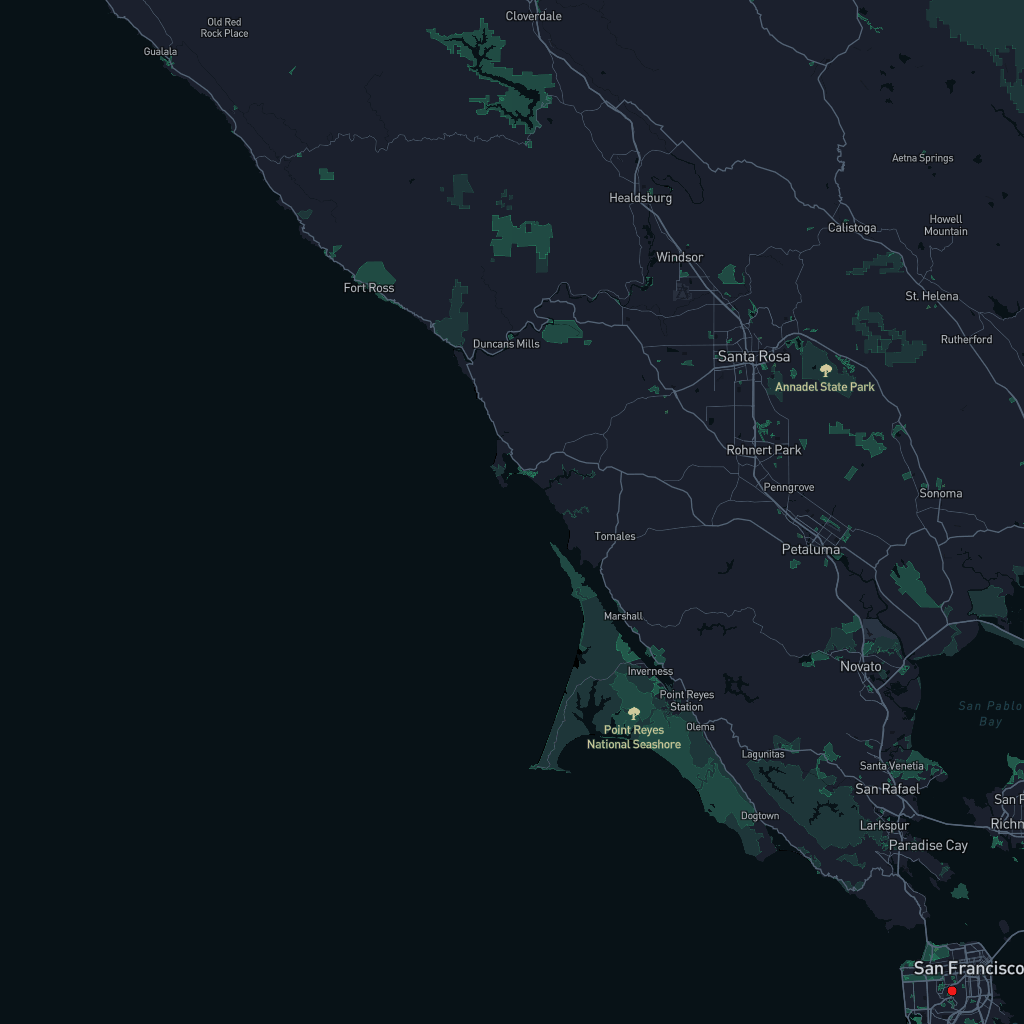 Cloverdale
Old Red
Rock Place
Gualala
Aetna Springs
Healdsburg
Howell
Mountain
Calistoga
Windsor
Fort Ross
St. Helena
Duncans Mills
Rutherford
Santa Rosa
Annadel State Park
Rohnert Park
Penngrove
Sonoma
Tomales
Petaluma
Marshall
Inverness
Novato
Point Reyes
Station
San Pablo
Bay
Olema
Point Reyes
National Seashore
Lagunitas
Santa Venetia
San Rafael
San P
Dogtown
Larkspur
Richm
Paradise Cay
San Francisco